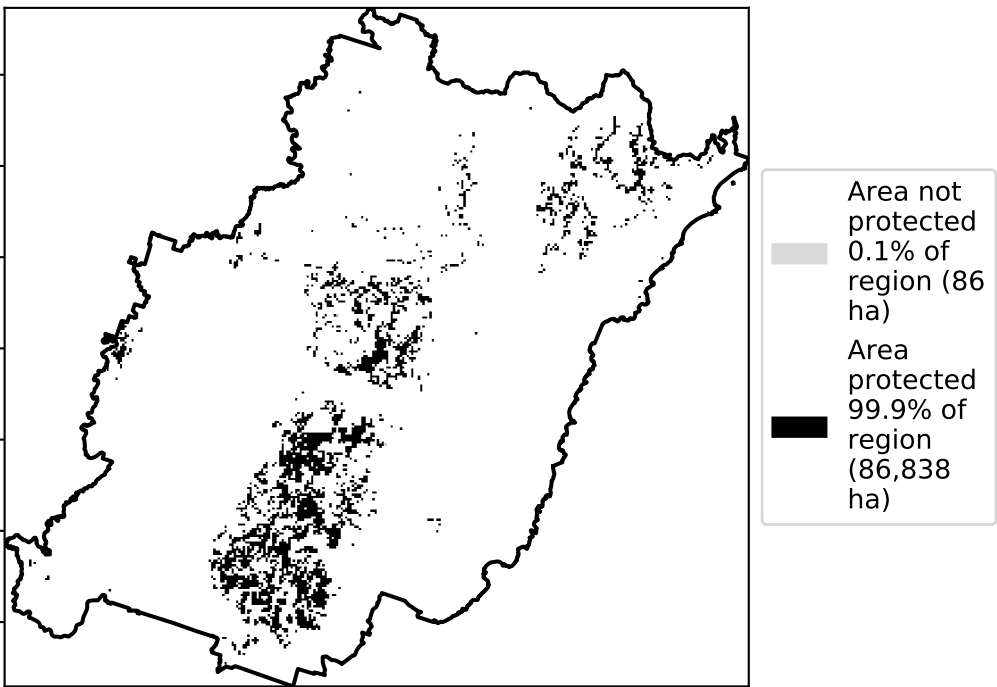 Area not
protected
0.1% of
region (86
ha)
Area
protected
99.9% of
region
(86,838
ha)